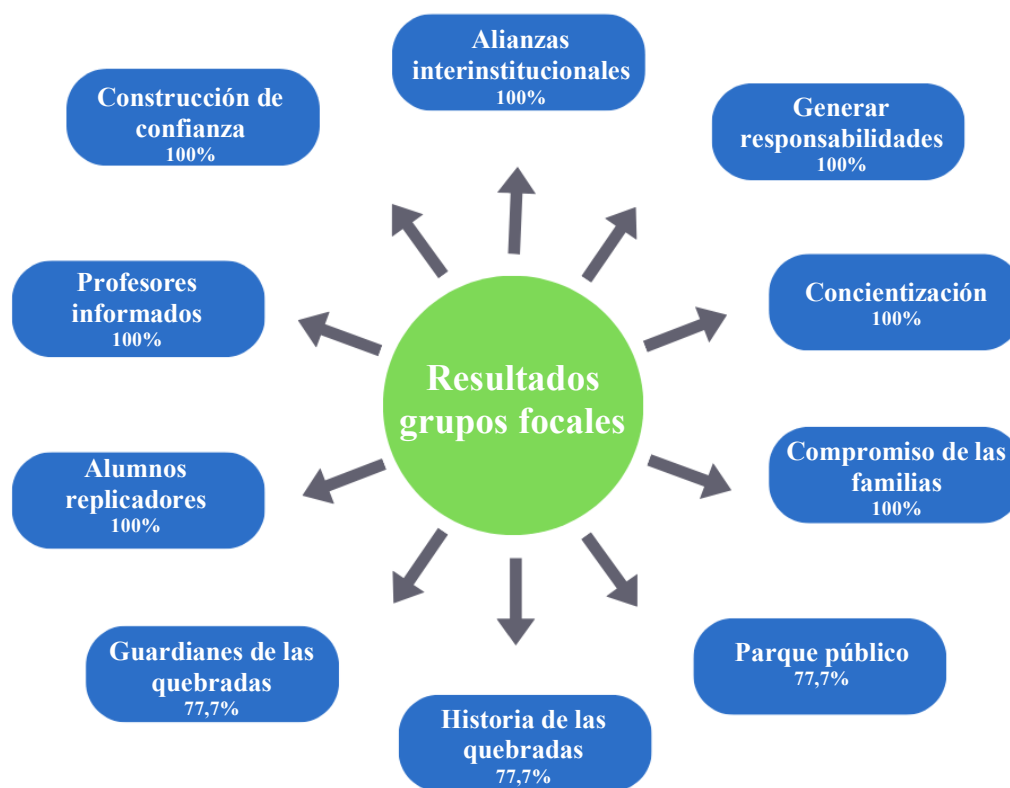 Alianzas
interinstitucionales
100%
Construcción de
confianza
100%
Generar
responsabilidades
100%
Profesores
informados
100%
Concientización
100%
Resultados
grupos focales
Alumnos
replicadores
100%
Compromiso de las
familias
100%
Guardianes de las
quebradas
77,7%
Historia de las
quebradas
77,7%
Parque público
77,7%